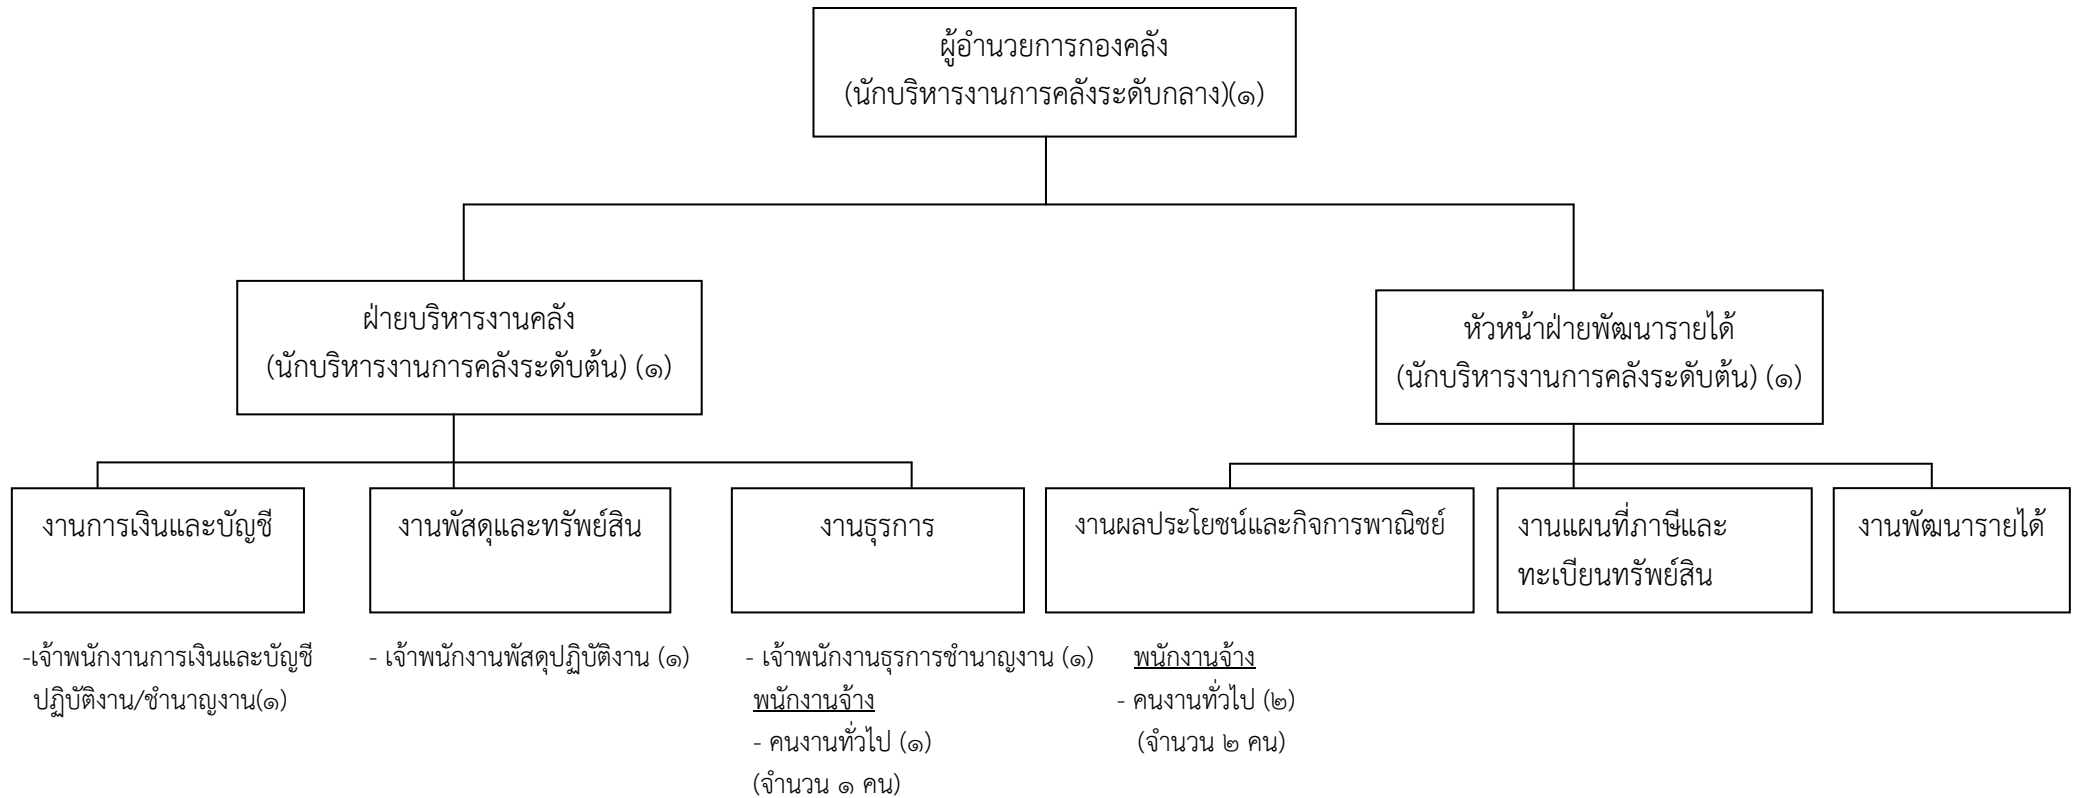 ผู้อำนวยการกองคลัง
(นักบริหารงานการคลังระดับกลาง)(๑)
ฝ่ายบริหารงานคลัง
(นักบริหารงานการคลังระดับต้น) (๑)
หัวหน้าฝ่ายพัฒนารายได้
(นักบริหารงานการคลังระดับต้น) (๑)
งานการเงินและบัญชี
งานพัสดุและทรัพย์สิน
งานธุรการ
งานผลประโยชน์และกิจการพาณิชย์
งานแผนที่ภาษีและ
ทะเบียนทรัพย์สิน
งานพัฒนารายได้
-เจ้าพนักงานการเงินและบัญชี
ปฏิบัติงาน/ชำนาญงาน(๑)
- เจ้าพนักงานพัสดุปฏิบัติงาน (๑)
- เจ้าพนักงานธุรการชำนาญงาน (๑)
พนักงานจ้าง
- คนงานทั่วไป (๑)
(จำนวน ๑ คน)
พนักงานจ้าง
- คนงานทั่วไป (๒)
(จำนวน ๒ คน)